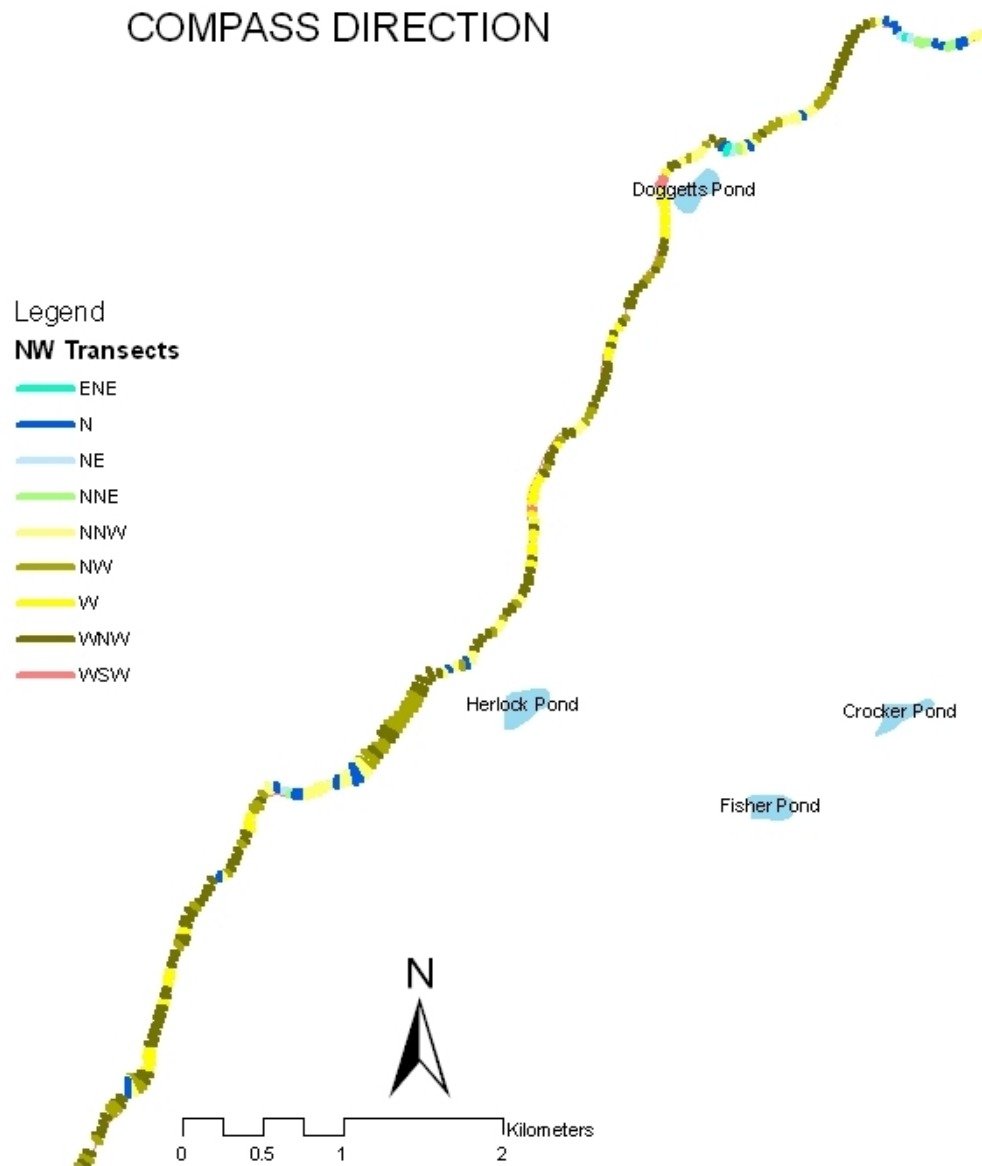 COMPASS DIRECTION
Doggetts Pond
Legend
NW Transects
ENE
N
NE
NNE
NNW
NW
W
WNW
WSW
Herlock Pond
Crocker Pond
Fisher Pond
N
Kilometers
0 0.5 1 2